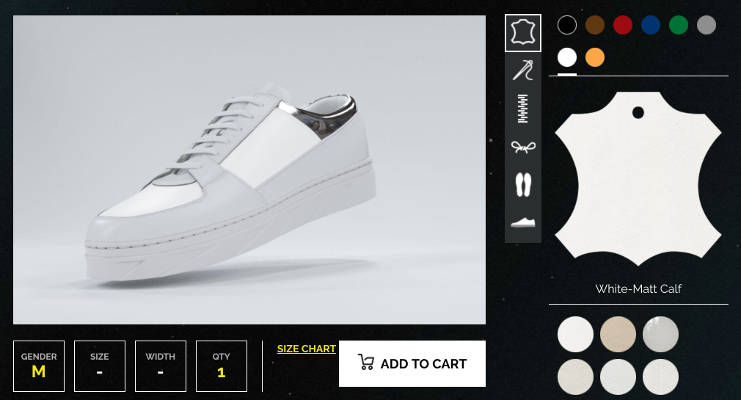 White-Matt Calf
GENDER
M
SIZE
-
WIDTH
-
QTY
1
SIZE CHART
ADD TO CART